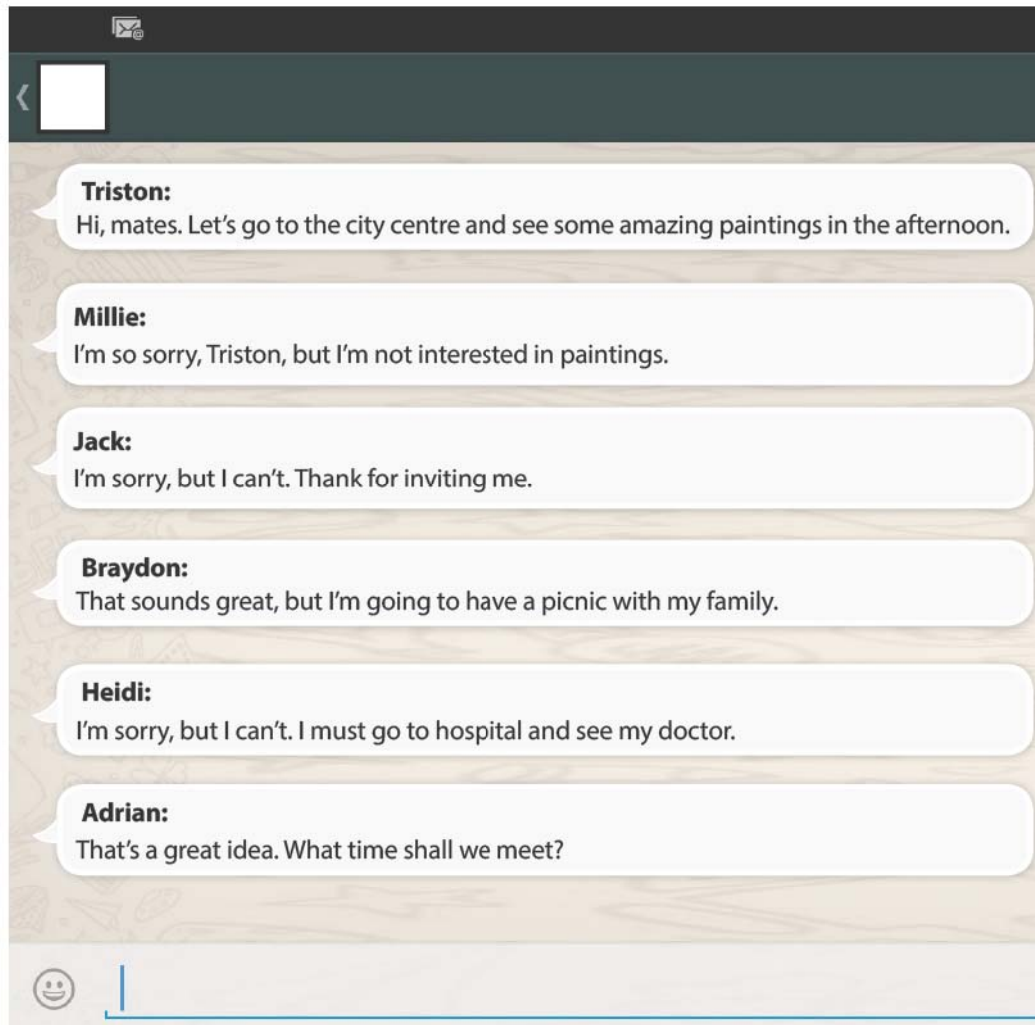 Triston:
Hi, mates. Let's go to the city centre and see some amazing paintings in the afternoon.
Millie:
I'm so sorry, Triston, but I'm not interested in paintings.
Jack:
I'm sorry, but I can't. Thank for inviting me.
Braydon:
That sounds great, but I'm going to have a picnic with my family.
Heidi:
I'm sorry, but I can't. I must go to hospital and see my doctor.
Adrian:
That's a great idea. What time shall we meet?